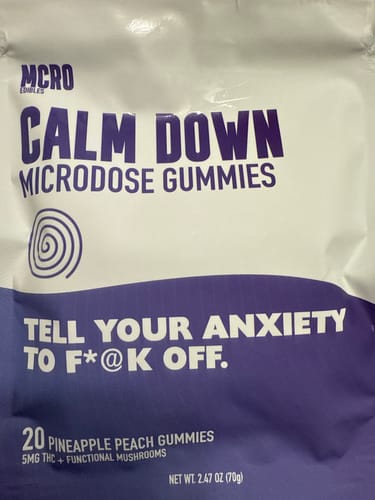 MCRO
EDIBLES
CALM DOWN
MICRODOSE GUMMIES
TELL YOUR ANXIETY
TO F*@K OFF.
20 PINEAPPLE PEACH GUMMIES
5MG THC + FUNCTIONAL MUSHROOMS
NET WT. 2.47 OZ (70g)